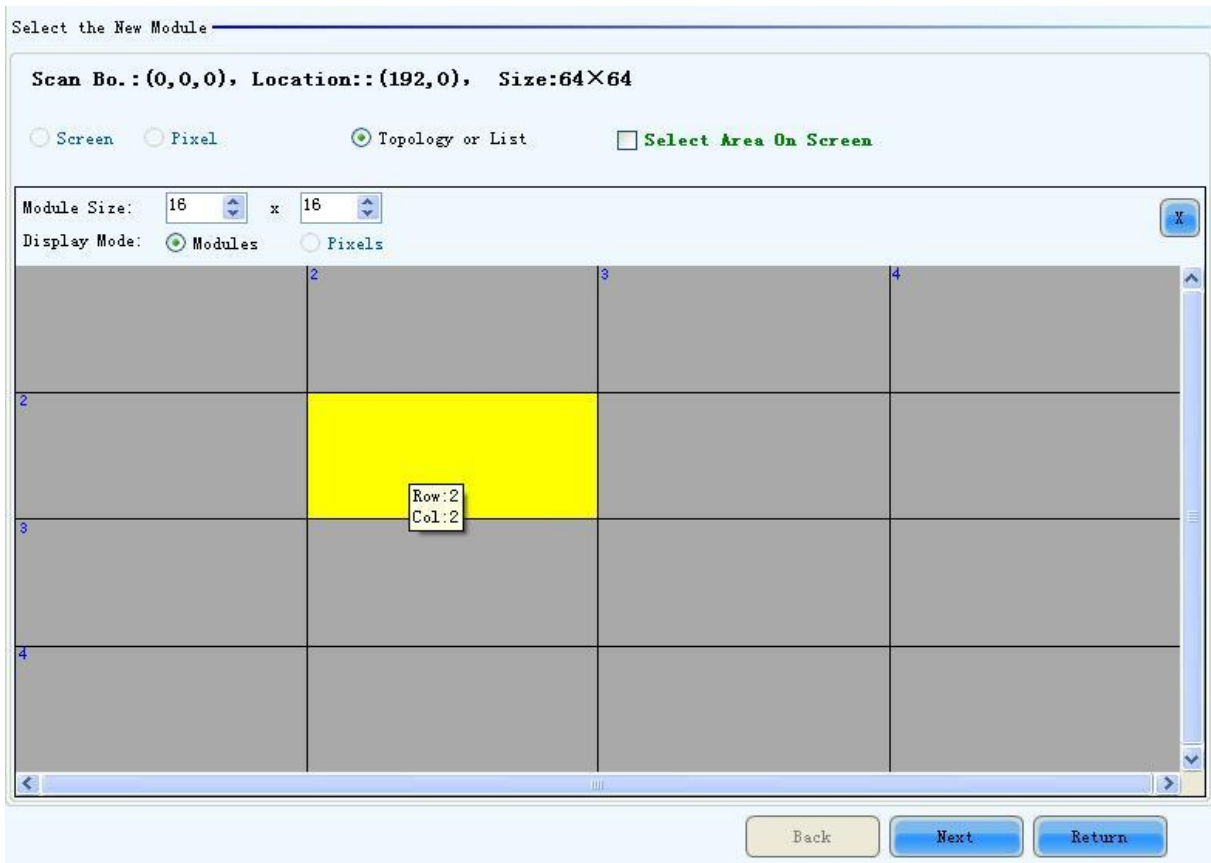 Select the New Module
Scan Bo.:(0,0,0), Location::(192,0), Size:64×64
Screen Pixel Topology or List Select Area On Screen
Module Size: 16 x 16
X
Display Mode: Modules Pixels
2 3 4
2
Row:2
Col:2
3
4
Back Next Return